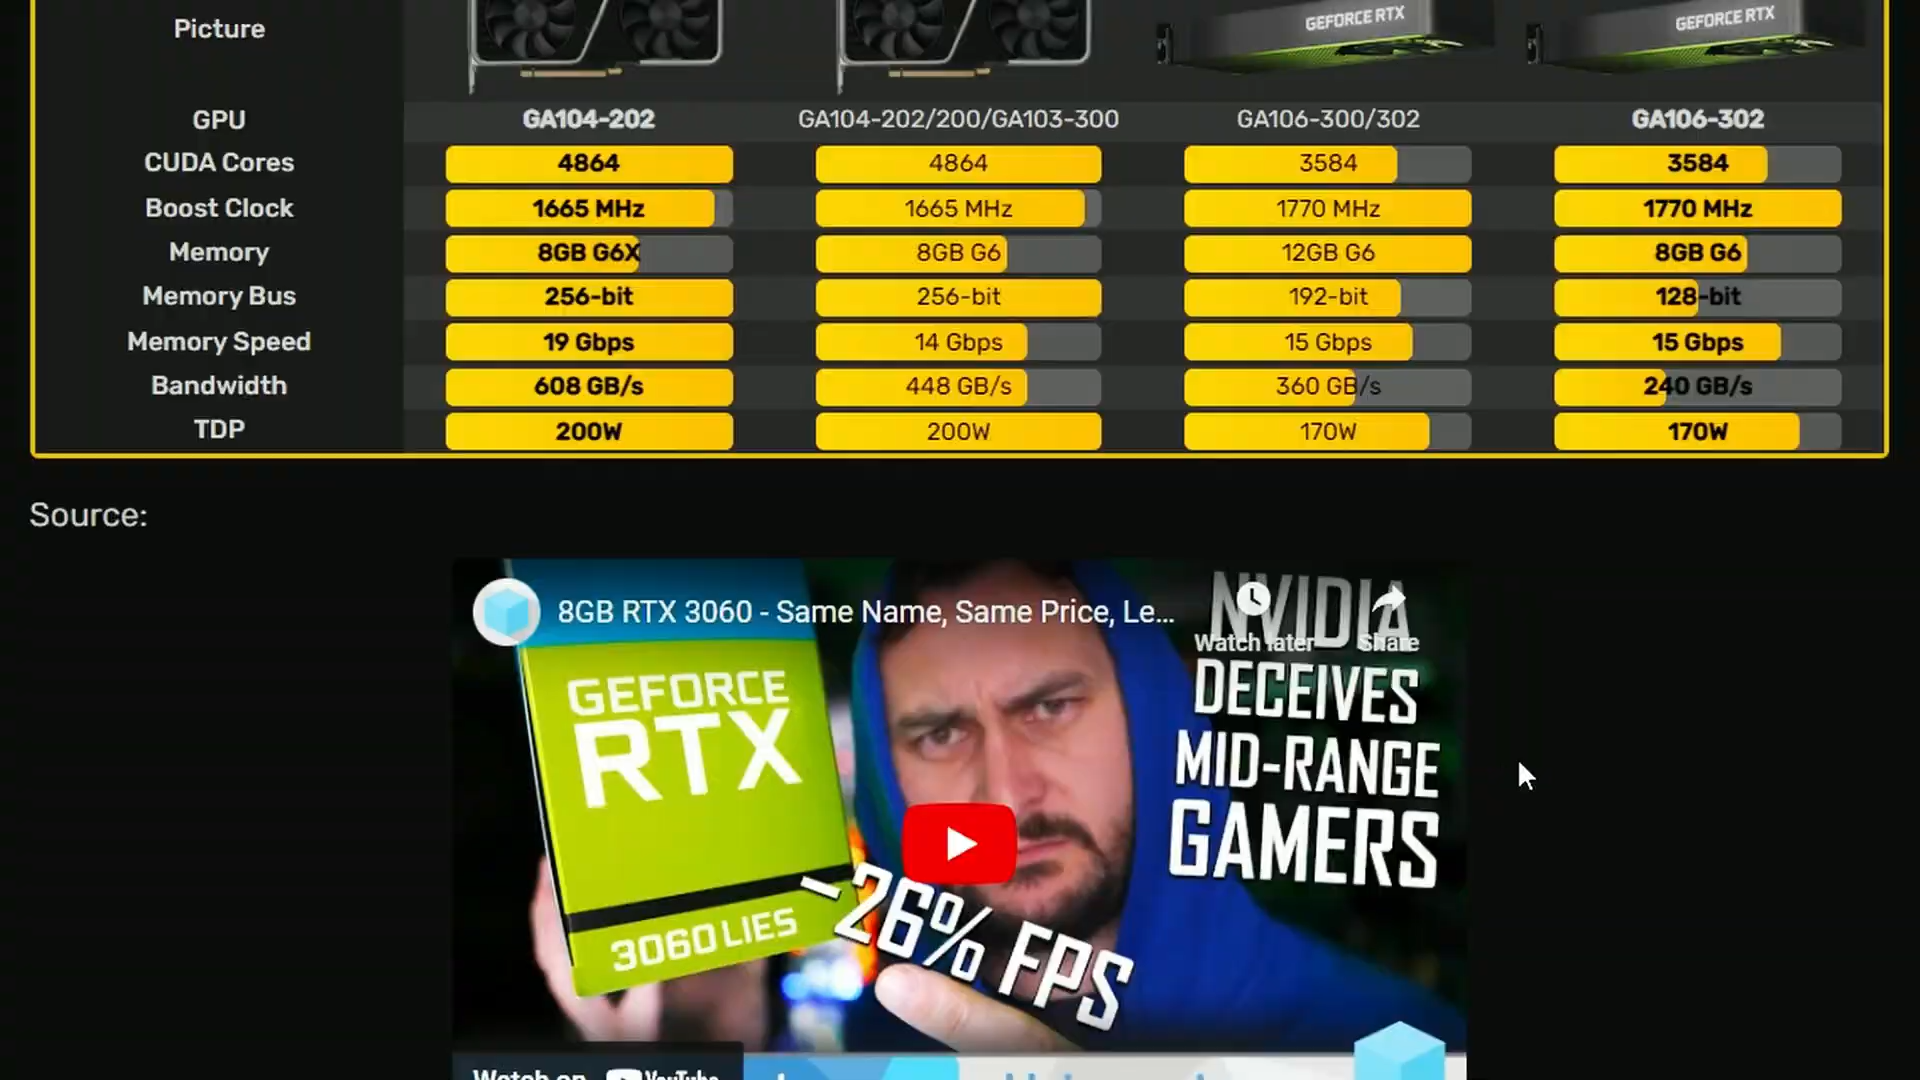 Picture
GEFORCE RTX
GEFORCE RTX
GPU GA104-202 GA104-202/200/GA103-300 GA106-300/302 GA106-302
CUDA Cores 4864 4864 3584 3584
Boost Clock 1665 MHz 1665 MHz 1770 MHz 1770 MHz
Memory 8GB G6X 8GB G6 12GB G6 8GB G6
Memory Bus 256-bit 256-bit 192-bit 128-bit
Memory Speed 19 Gbps 14 Gbps 15 Gbps 15 Gbps
Bandwidth 608 GB/s 448 GB/s 360 GB/s 240 GB/s
TDP 200W 200W 170W 170W
Source:
8GB RTX 3060 - Same Name, Same Price, Le...
Watch later Share
NVIDIA
DECEIVES
MID-RANGE
GAMERS
GEFORCE
RTX
3060 LIES
-26% FPS
Watch on YouTube